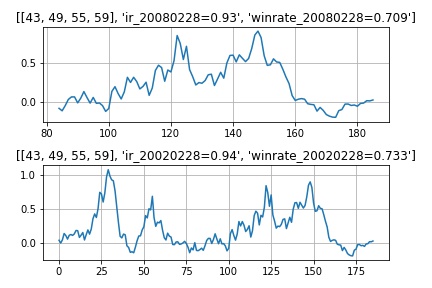 [[43, 49, 55, 59], 'ir_20080228=0.93', 'winrate_20080228=0.709']
0.5
0.0
80 100 120 140 160 180
[[43, 49, 55, 59], 'ir_20020228=0.94', 'winrate_20020228=0.733']
1.0
0.5
0.0
0 25 50 75 100 125 150 175